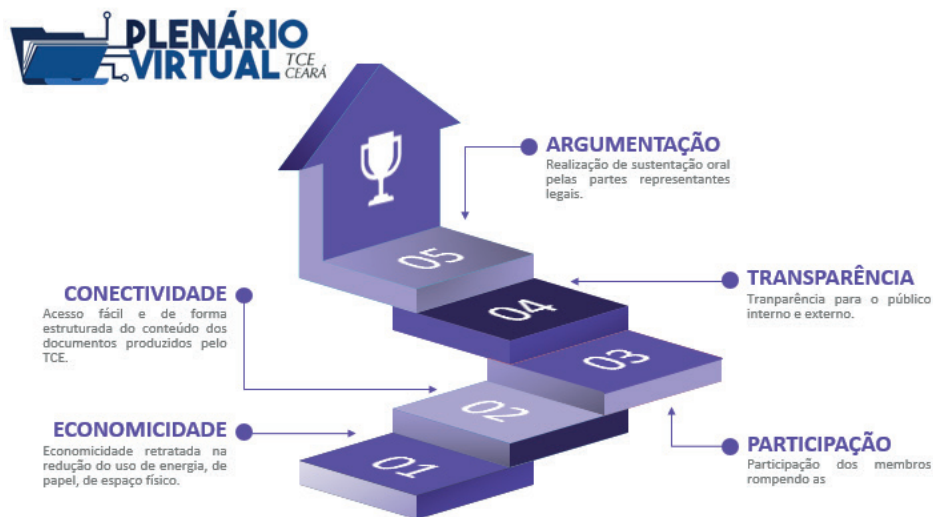 PLENÁRIO
VIRTUAL TCE
CEARÁ
ARGUMENTAÇÃO
Realização de sustentação oral
pelas partes representantes
legais.
05
TRANSPARÊNCIA
Tranparência para o público
interno e externo.
04
CONECTIVIDADE
Acesso fácil e de forma
estruturada do conteúdo dos
documentos produzidos pelo
TCE.
03
02
ECONOMICIDADE
Economicidade retratada na
redução do uso de energia, de
papel, de espaço físico.
01
PARTICIPAÇÃO
Participação dos membros
rompendo as